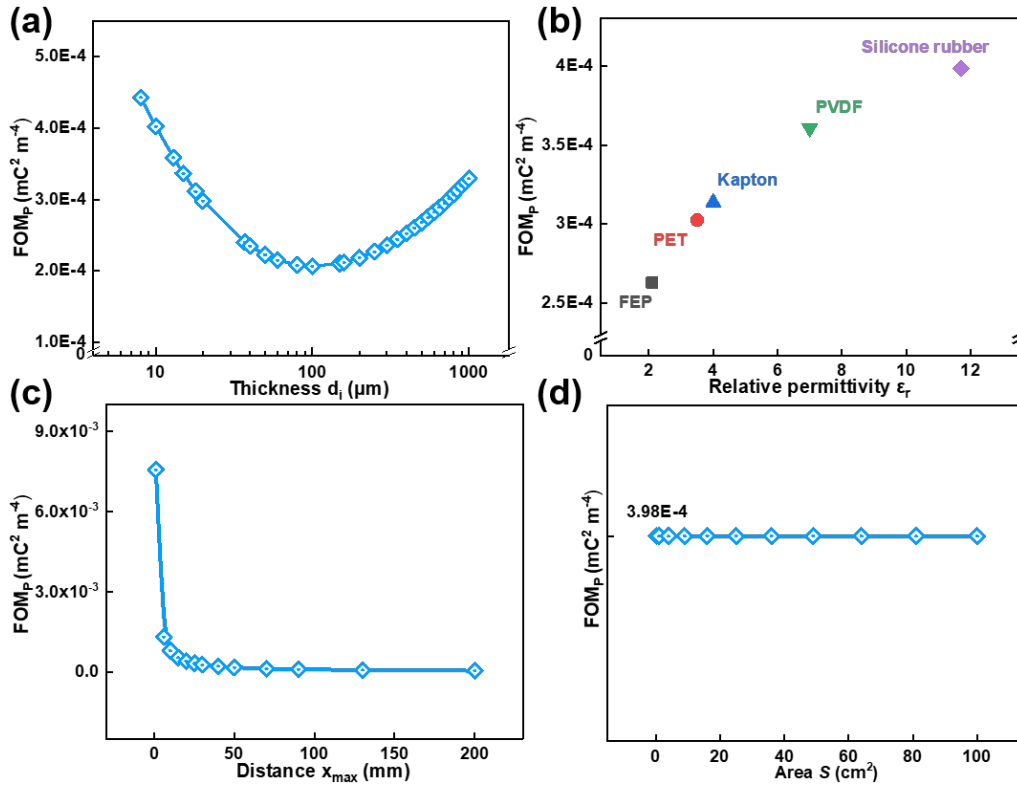 (a)
5.0E-4
4.0E-4
3.0E-4
2.0E-4
1.0E-4
0
FOM_P (mC² m⁻⁴)
10
100
1000
Thickness d_i (µm)
(b)
4E-4
3.5E-4
3E-4
2.5E-4
0
FOM_P (mC² m⁻⁴)
Silicone rubber
PVDF
Kapton
PET
FEP
2
4
6
8
10
12
Relative permittivity ε_r
(c)
9.0x10⁻³
6.0x10⁻³
3.0x10⁻³
0.0
FOM_P (mC² m⁻⁴)
0
50
100
150
200
Distance x_max (mm)
(d)
FOM_P (mC² m⁻⁴)
3.98E-4
0
20
40
60
80
100
Area S (cm²)